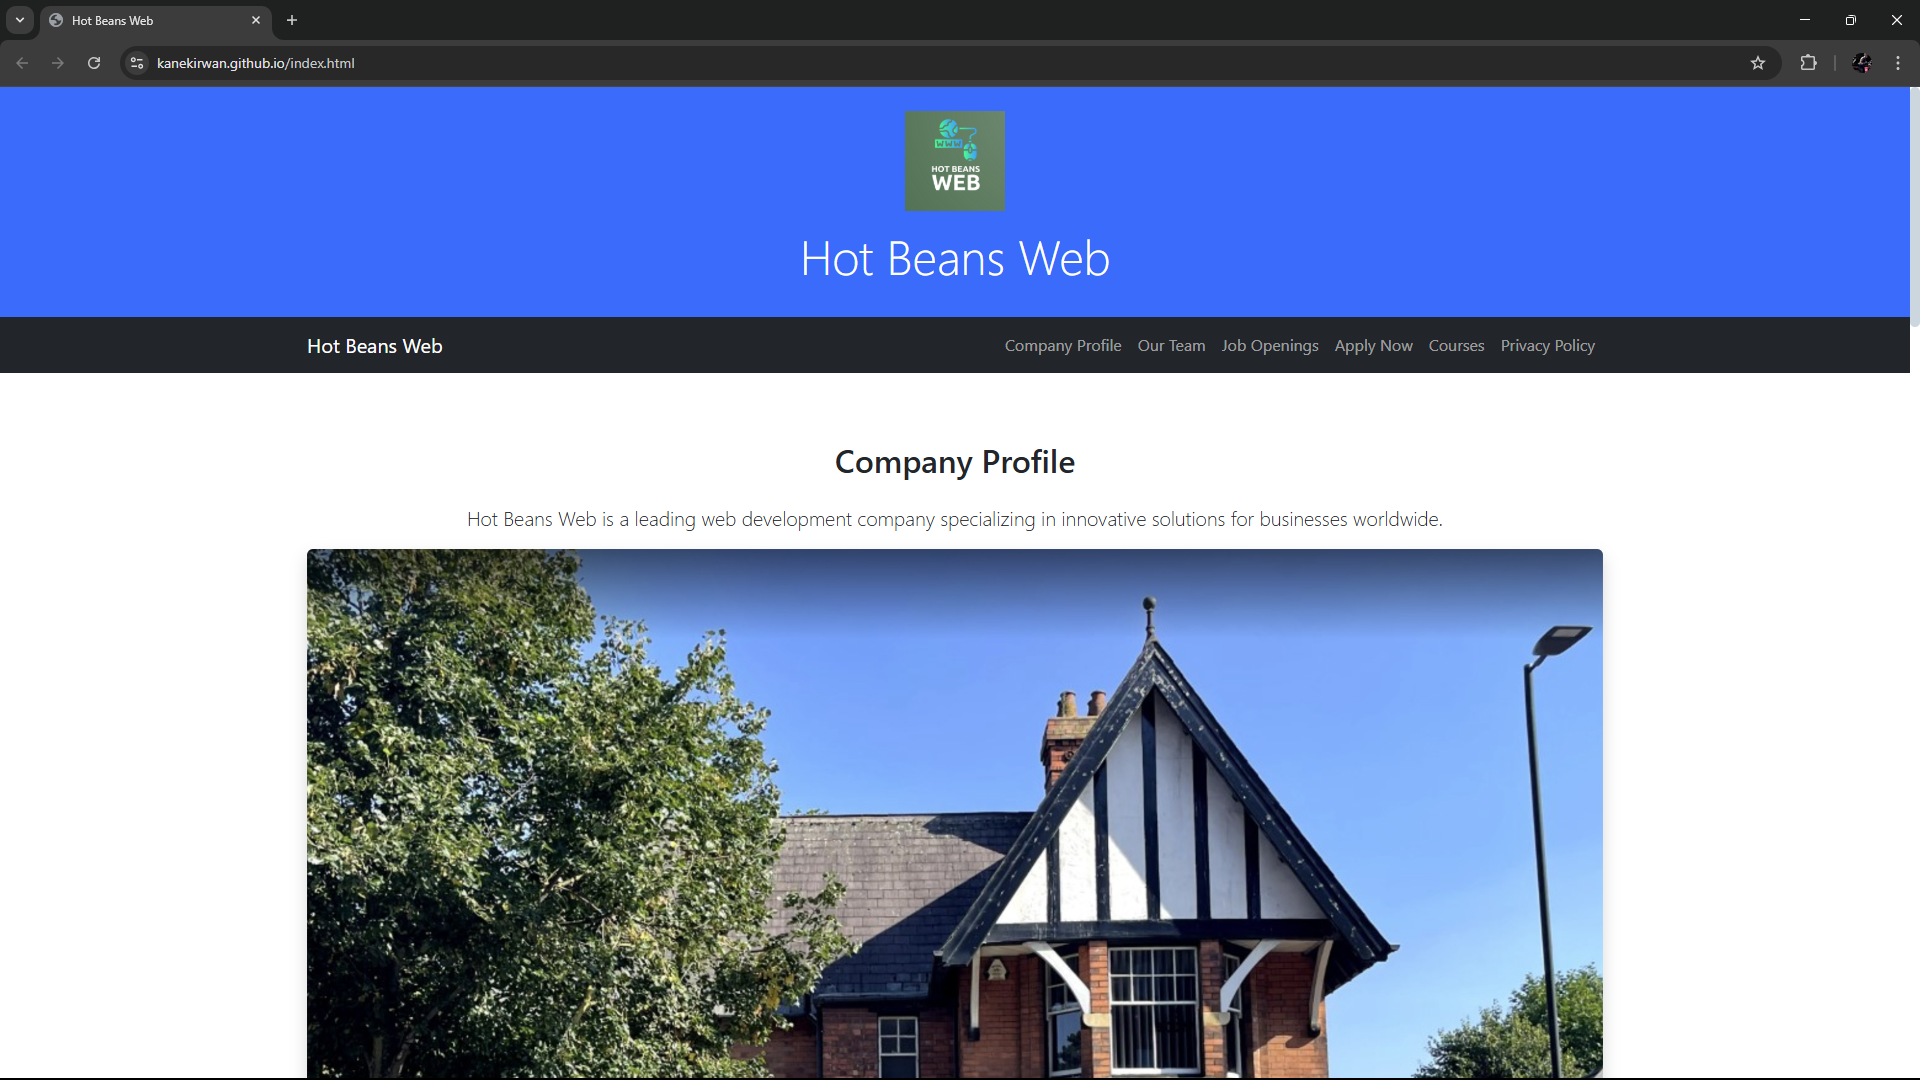 Hot Beans Web
kanekirwan.github.io/index.html
WWW
HOT BEANS
WEB
Hot Beans Web
Hot Beans Web Company Profile Our Team Job Openings Apply Now Courses Privacy Policy
Company Profile
Hot Beans Web is a leading web development company specializing in innovative solutions for businesses worldwide.